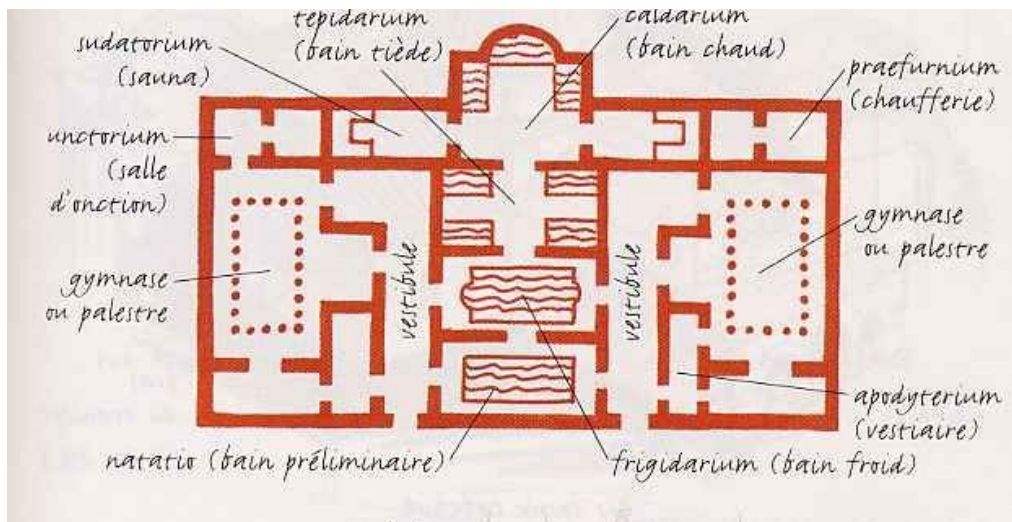 tepidarium
(bain tiède)
caldarium
(bain chaud)
sudatorium
(sauna)
praefurnium
(chaufferie)
unctorium
(salle
d'onction)
gymnase
ou palestre
gymnase
ou palestre
vestibule
vestibule
apodyterium
(vestiaire)
natatio (bain préliminaire)
frigidarium (bain froid)